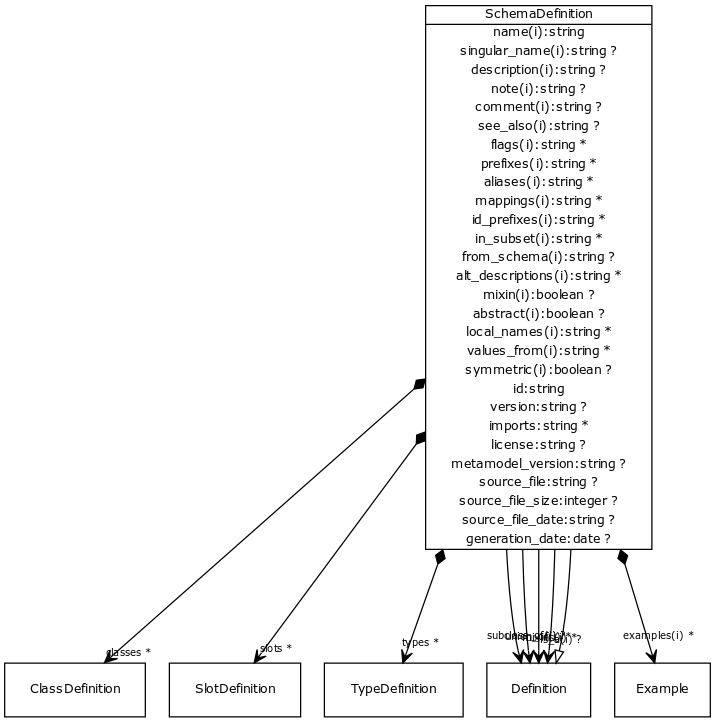 SchemaDefinition
name(i):string
singular_name(i):string ?
description(i):string ?
note(i):string ?
comment(i):string ?
see_also(i):string ?
flags(i):string *
prefixes(i):string *
aliases(i):string *
mappings(i):string *
id_prefixes(i):string *
in_subset(i):string *
from_schema(i):string ?
alt_descriptions(i):string *
mixin(i):boolean ?
abstract(i):boolean ?
local_names(i):string *
values_from(i):string *
symmetric(i):boolean ?
id:string
version:string ?
imports:string *
license:string ?
metamodel_version:string ?
source_file:string ?
source_file_size:integer ?
source_file_date:string ?
generation_date:date ?
classes *
slots *
types *
examples(i) *
ClassDefinition
SlotDefinition
TypeDefinition
Definition
Example